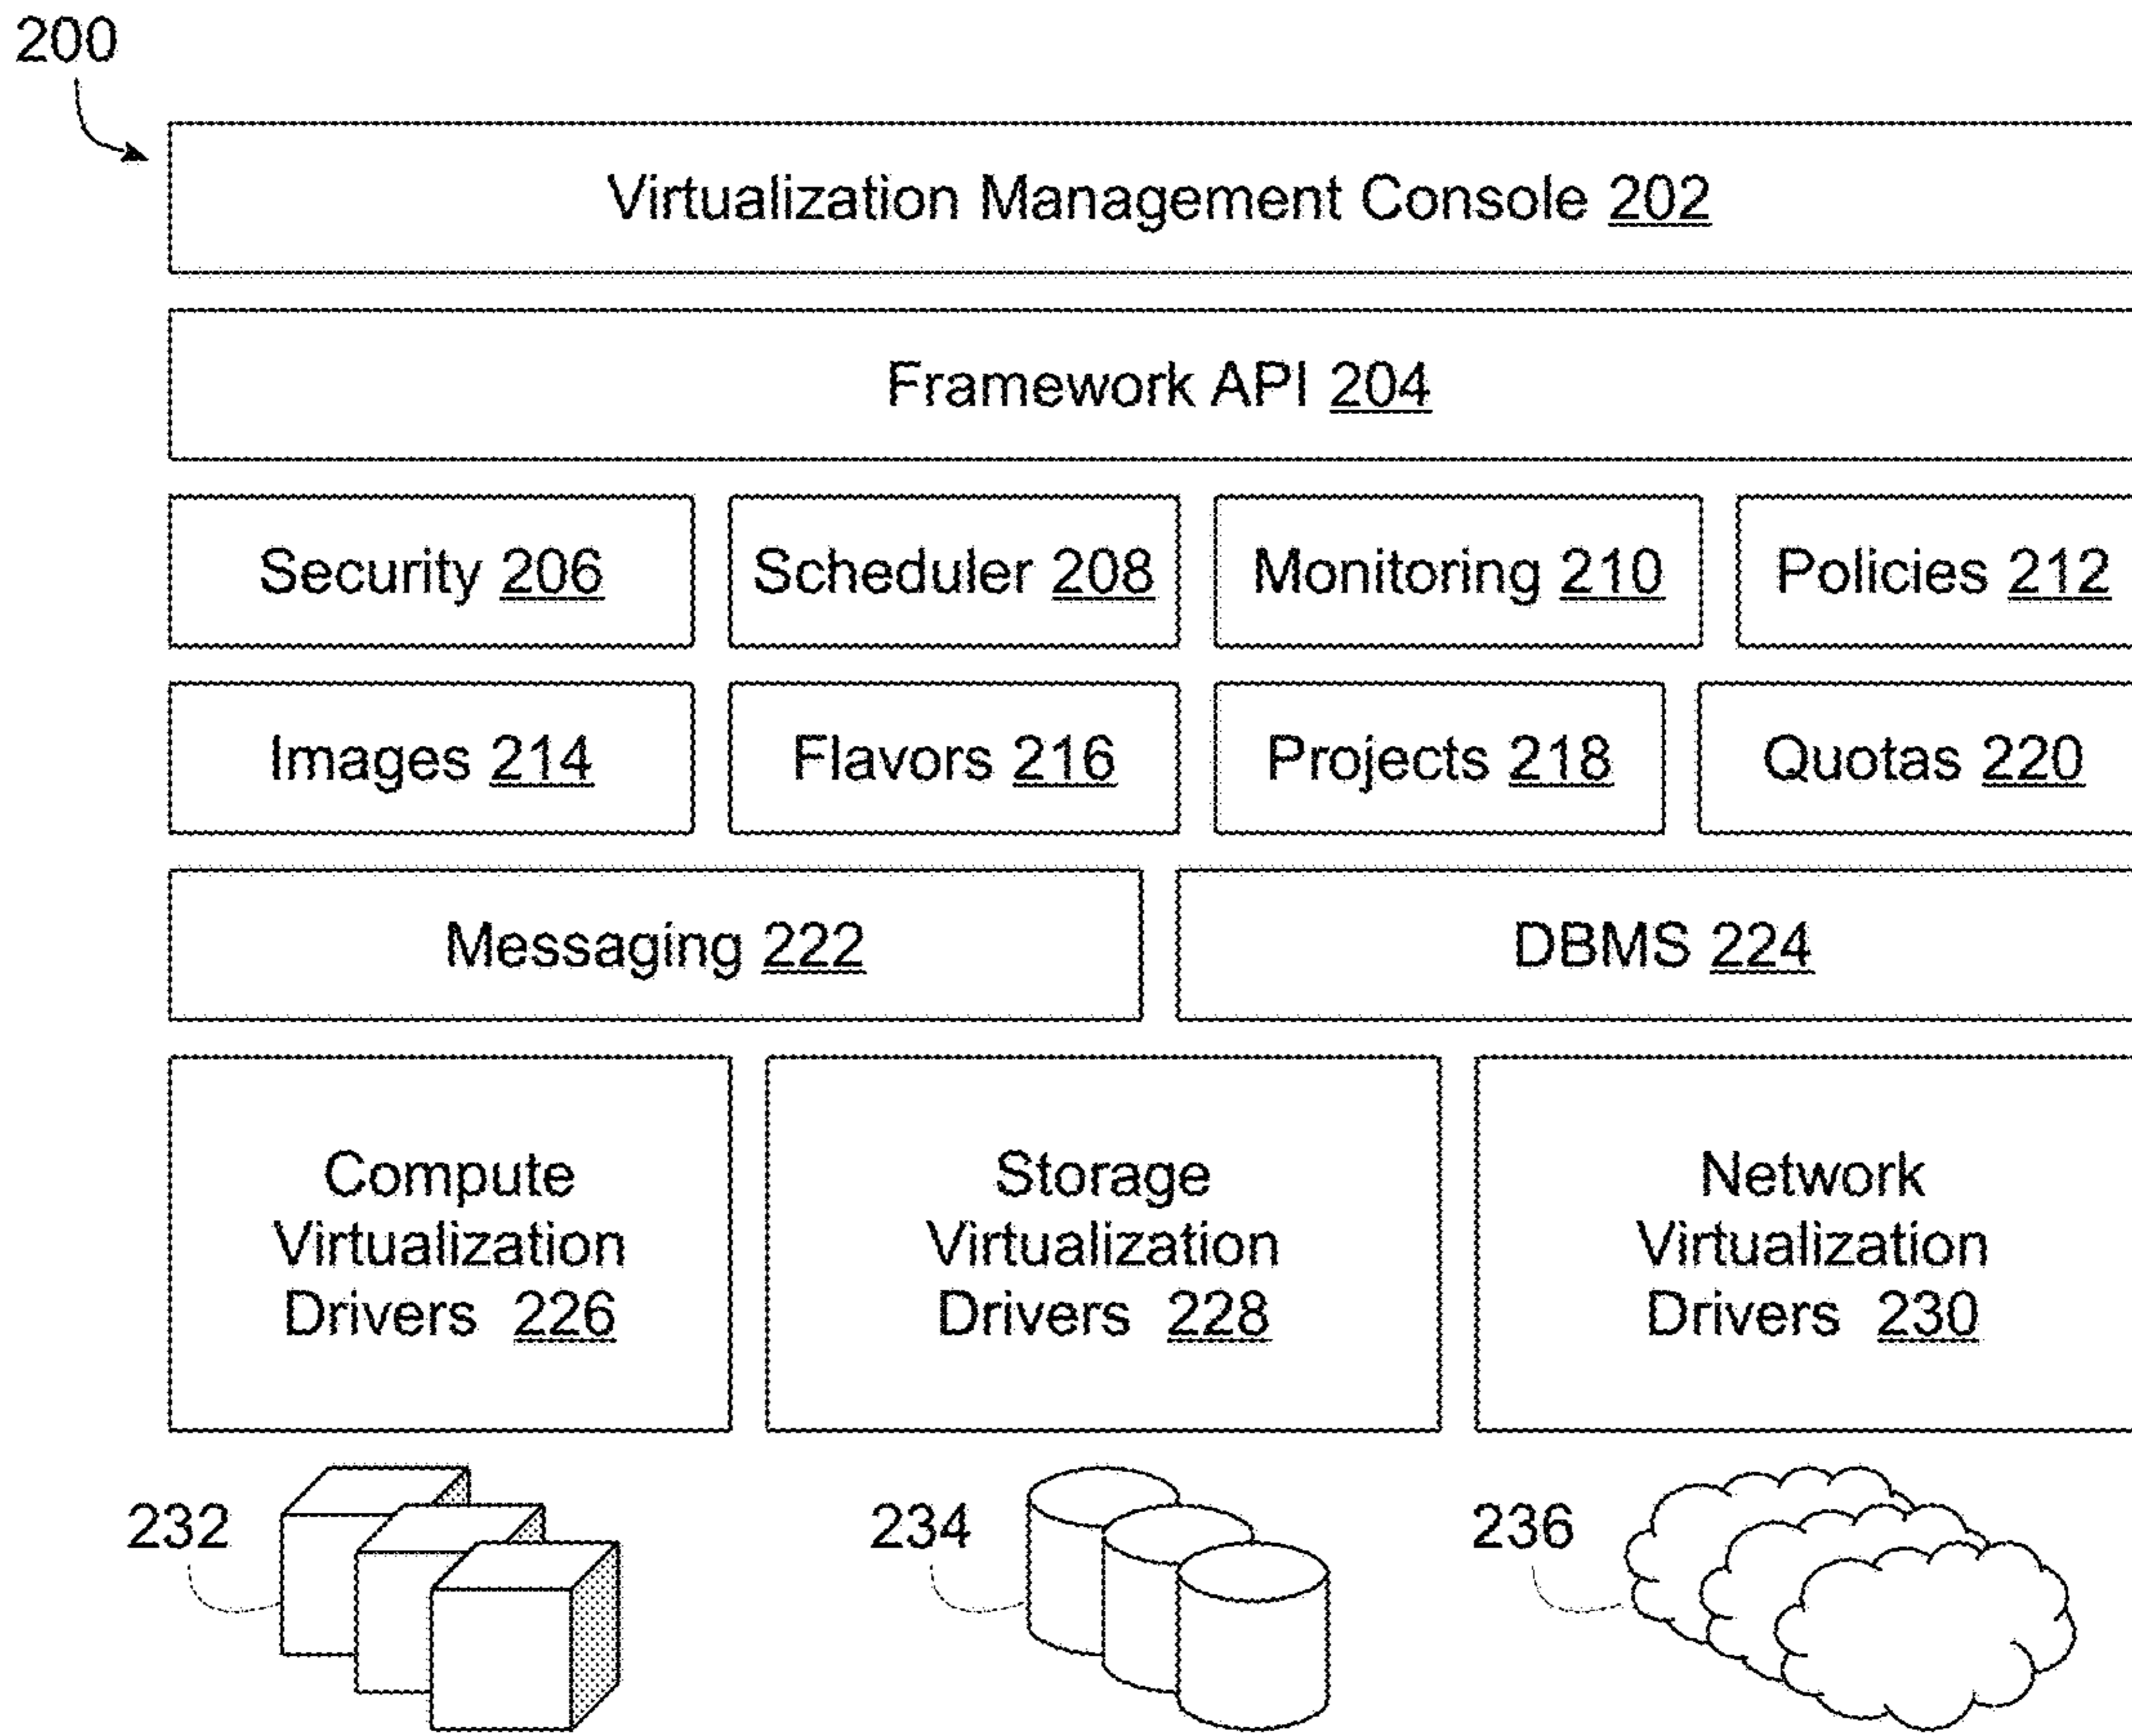 200
Virtualization Management Console 202
Framework API 204
Security 206
Scheduler 208
Monitoring 210
Policies 212
Images 214
Flavors 216
Projects 218
Quotas 220
Messaging 222
DBMS 224
Compute
Virtualization
Drivers 226
Storage
Virtualization
Drivers 228
Network
Virtualization
Drivers 230
232
234
236